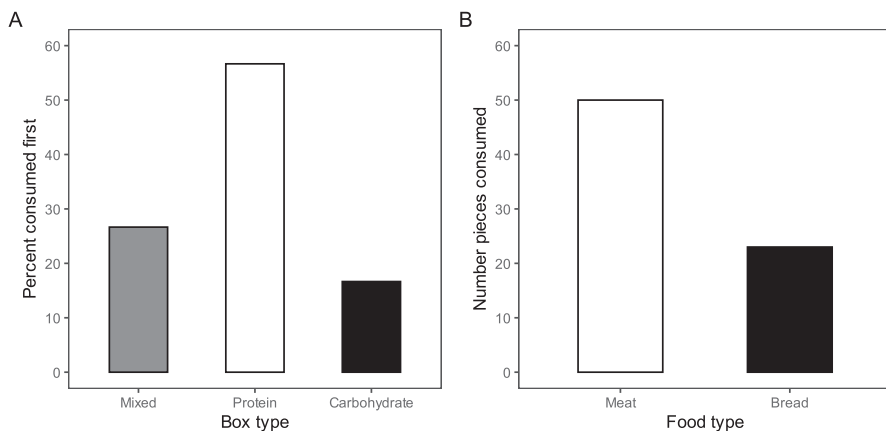 A
Percent consumed first
60
50
40
30
20
10
0
Mixed Protein Carbohydrate
Box type
B
Number pieces consumed
60
50
40
30
20
10
0
Meat Bread
Food type